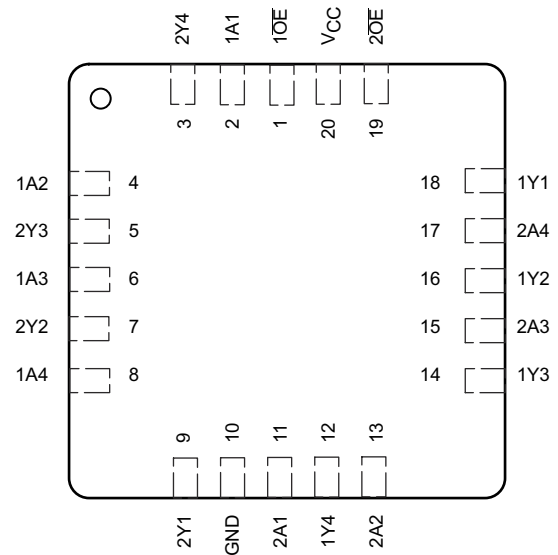 2Y4 1A1 1O̅E̅ VCC 2O̅E̅
3 2 1 20 19
1A2 4 18 1Y1
2Y3 5 17 2A4
1A3 6 16 1Y2
2Y2 7 15 2A3
1A4 8 14 1Y3
9 10 11 12 13
2Y1 GND 2A1 1Y4 2A2